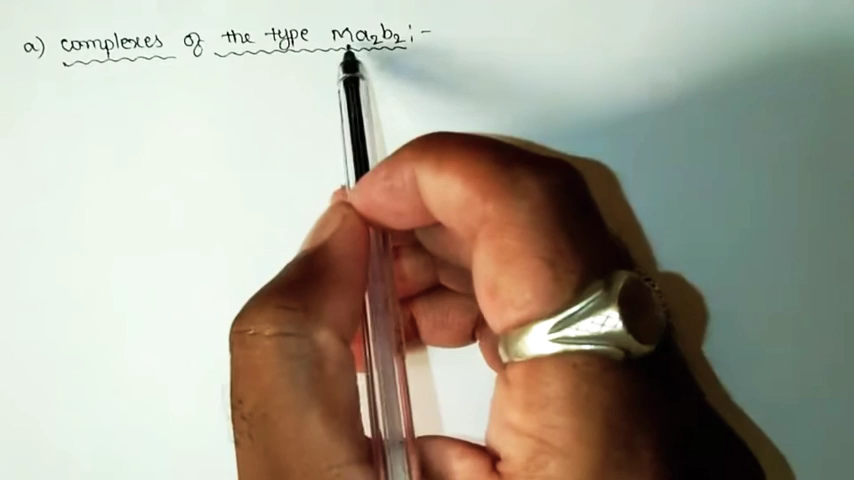 a) complexes of the type Ma₂b₂ :-